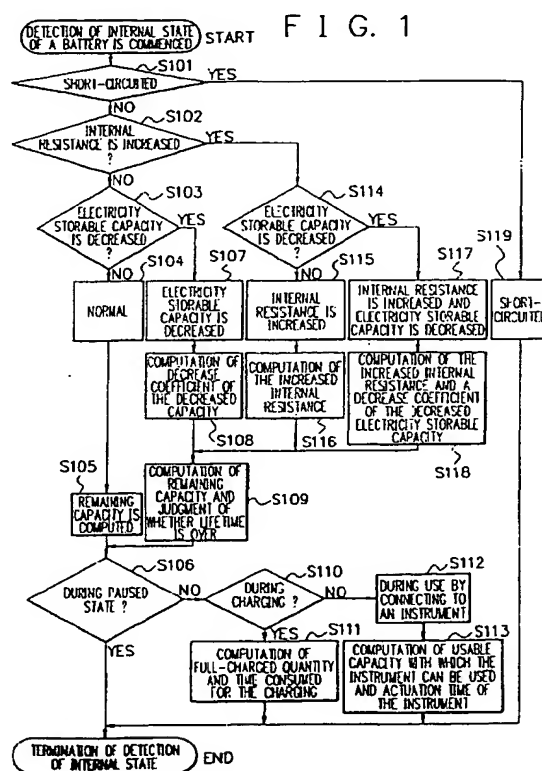 F I G. 1
DETECTION OF INTERNAL STATE
OF A BATTERY IS COMMENCED
START
S101
SHORT-CIRCUITED
YES
NO
S102
INTERNAL
RESISTANCE IS INCREASED
?
YES
NO
S103
ELECTRICITY
STORABLE CAPACITY
IS DECREASED
?
YES
NO
S114
ELECTRICITY
STORABLE CAPACITY
IS DECREASED
?
YES
NO
S104
NORMAL
S107
ELECTRICITY
STORABLE
CAPACITY IS
DECREASED
S115
INTERNAL
RESISTANCE IS
INCREASED
S117
INTERNAL RESISTANCE
IS INCREASED AND
ELECTRICITY STORABLE
CAPACITY IS DECREASED
S119
SHORT-
CIRCUITED
COMPUTATION OF
DECREASE
COEFFICIENT OF
THE DECREASED
CAPACITY
S108
COMPUTATION OF
THE INCREASED
INTERNAL
RESISTANCE
S116
COMPUTATION OF THE
INCREASED INTERNAL
RESISTANCE AND A
DECREASE COEFFICIENT
OF THE DECREASED
ELECTRICITY STORABLE
CAPACITY
S118
S105
REMAINING
CAPACITY IS
COMPUTED
COMPUTATION OF
REMAINING
CAPACITY AND
JUDGMENT OF
WHETHER LIFETIME
IS OVER
S109
S106
DURING PAUSED
STATE ?
NO
YES
S110
DURING
CHARGING ?
NO
YES
S112
DURING USE BY
CONNECTING TO
AN INSTRUMENT
S111
COMPUTATION OF
FULL-CHARGED QUANTITY
AND TIME CONSUMED
FOR THE CHARGING
S113
COMPUTATION OF USABLE
CAPACITY WITH WHICH THE
INSTRUMENT CAN BE USED
AND ACTUATION TIME OF
THE INSTRUMENT
TERMINATION OF DETECTION
OF INTERNAL STATE
END